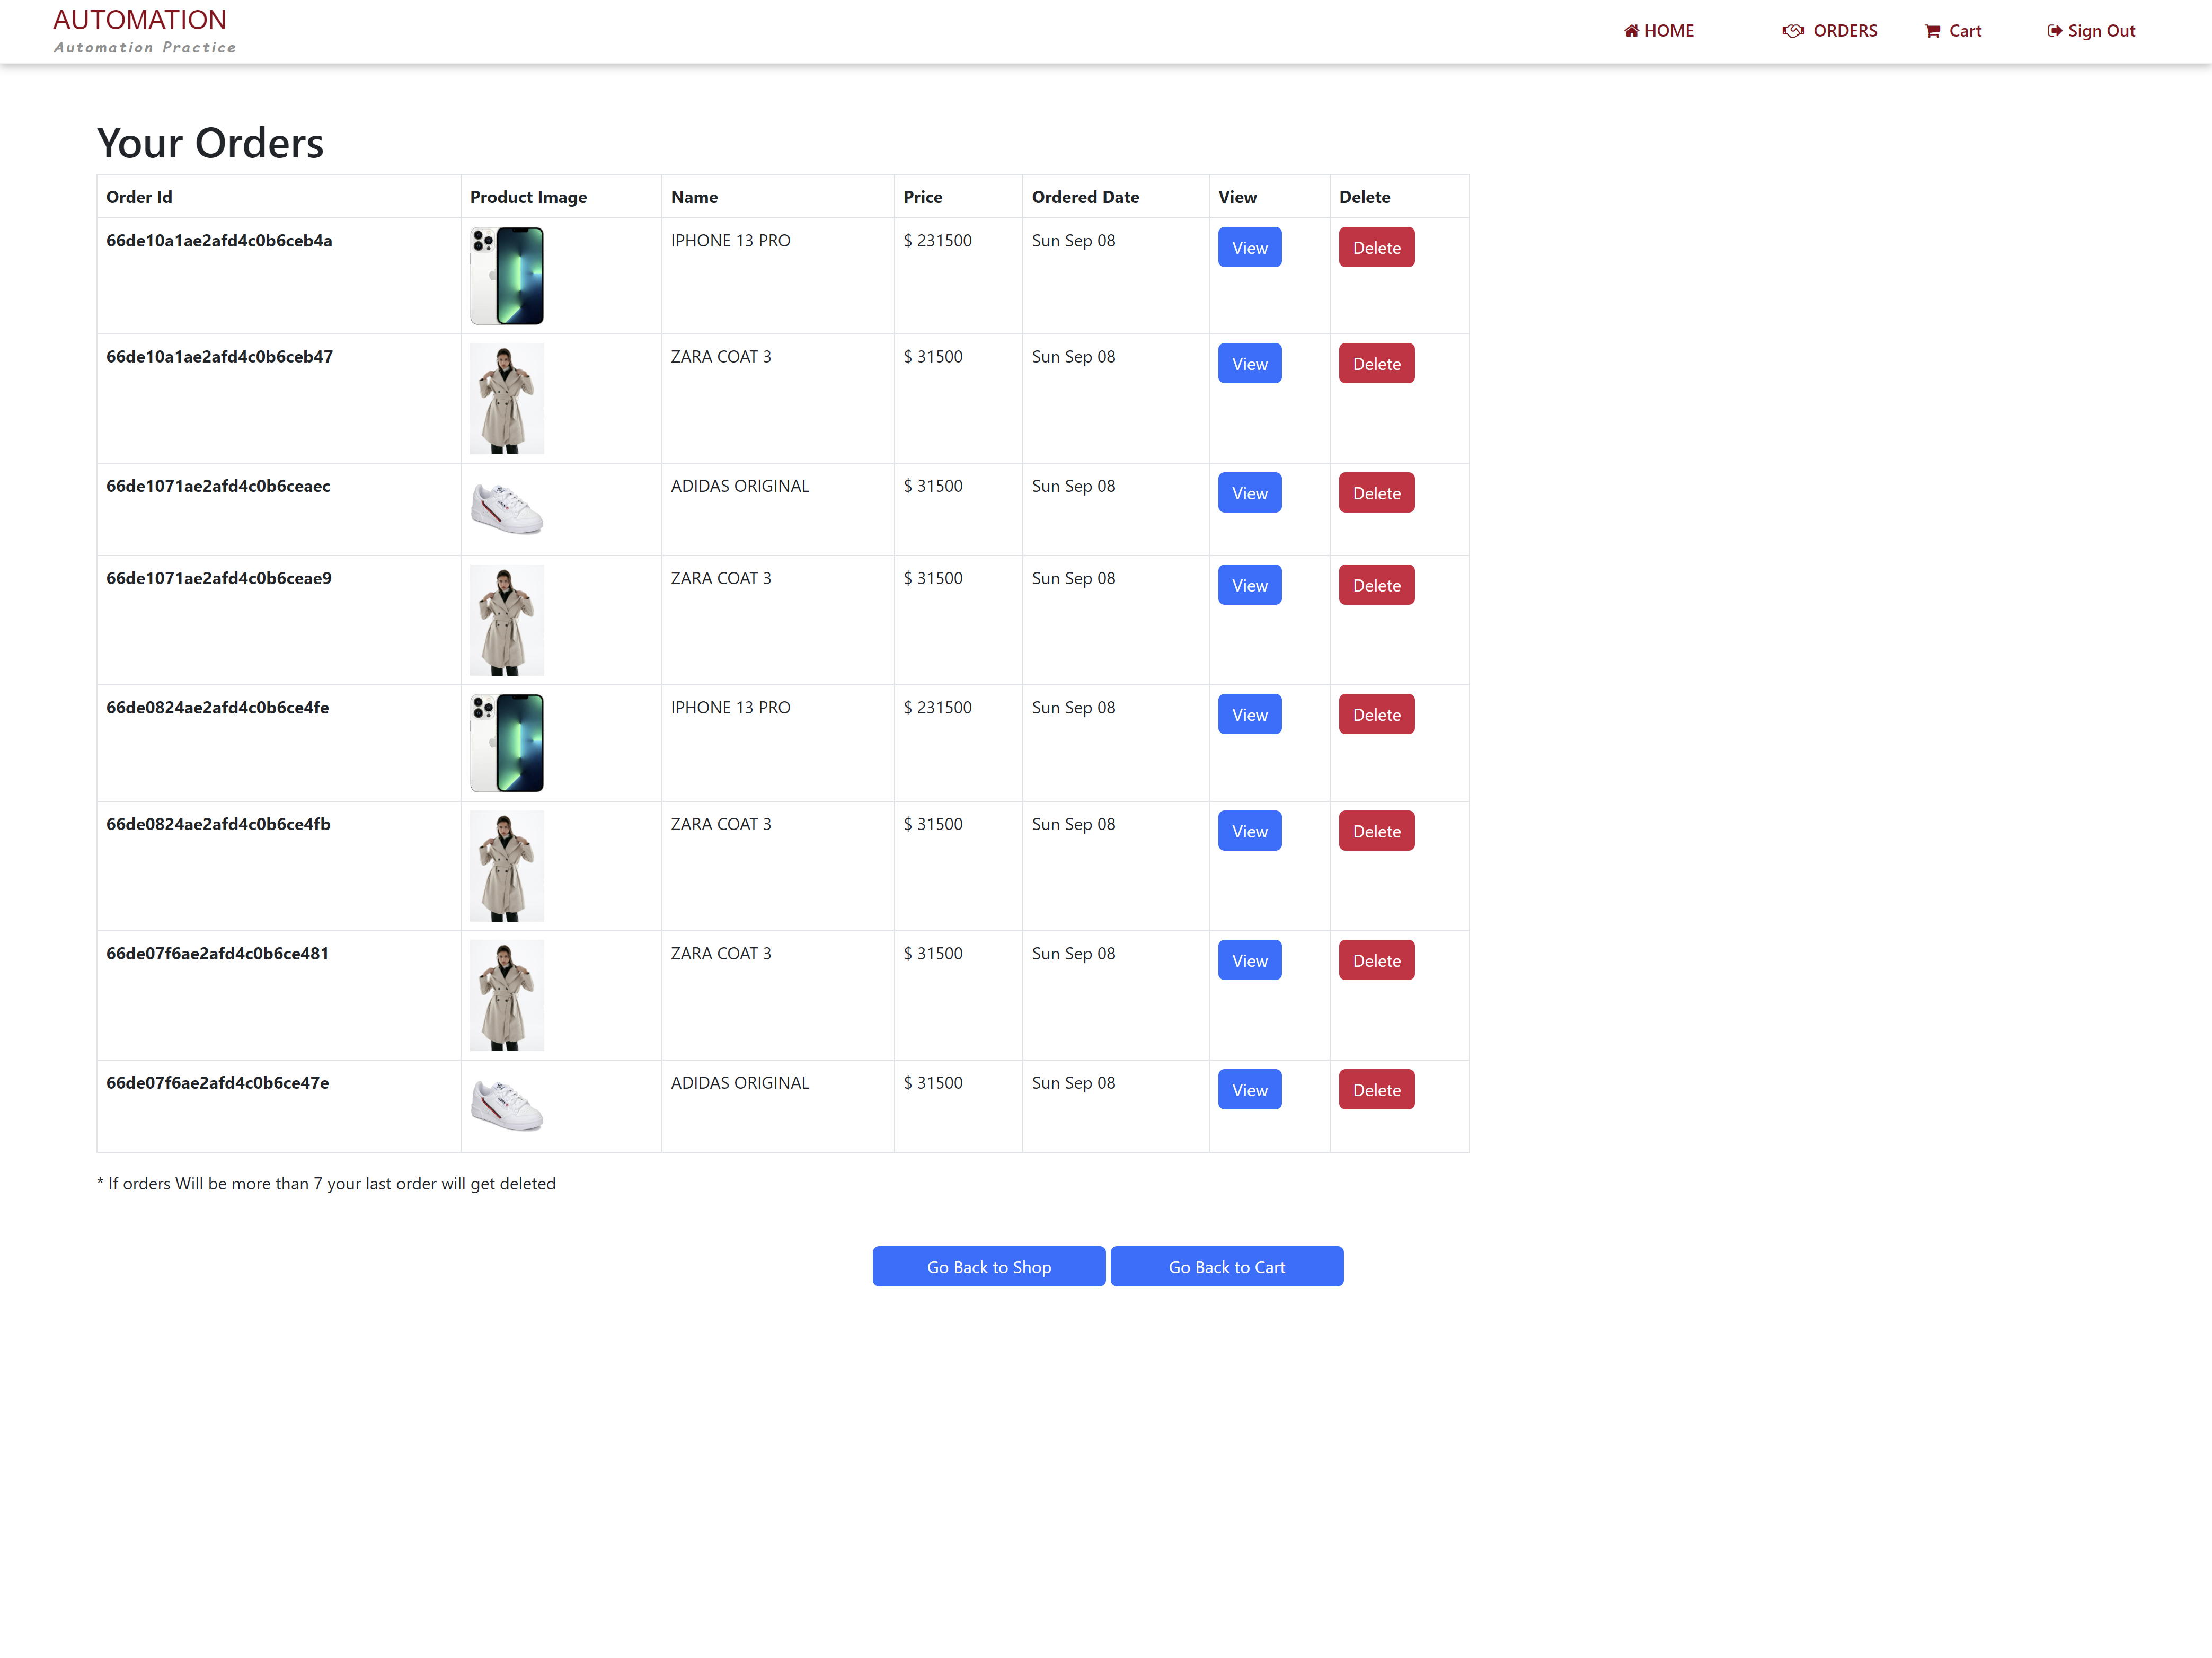 AUTOMATION
Automation Practice
HOME ORDERS Cart Sign Out
Your Orders
Order Id Product Image Name Price Ordered Date View Delete
66de10a1ae2afd4c0b6ceb4a IPHONE 13 PRO $ 231500 Sun Sep 08 View Delete
66de10a1ae2afd4c0b6ceb47 ZARA COAT 3 $ 31500 Sun Sep 08 View Delete
66de1071ae2afd4c0b6ceaec ADIDAS ORIGINAL $ 31500 Sun Sep 08 View Delete
66de1071ae2afd4c0b6ceae9 ZARA COAT 3 $ 31500 Sun Sep 08 View Delete
66de0824ae2afd4c0b6ce4fe IPHONE 13 PRO $ 231500 Sun Sep 08 View Delete
66de0824ae2afd4c0b6ce4fb ZARA COAT 3 $ 31500 Sun Sep 08 View Delete
66de07f6ae2afd4c0b6ce481 ZARA COAT 3 $ 31500 Sun Sep 08 View Delete
66de07f6ae2afd4c0b6ce47e ADIDAS ORIGINAL $ 31500 Sun Sep 08 View Delete
* If orders Will be more than 7 your last order will get deleted
Go Back to Shop Go Back to Cart